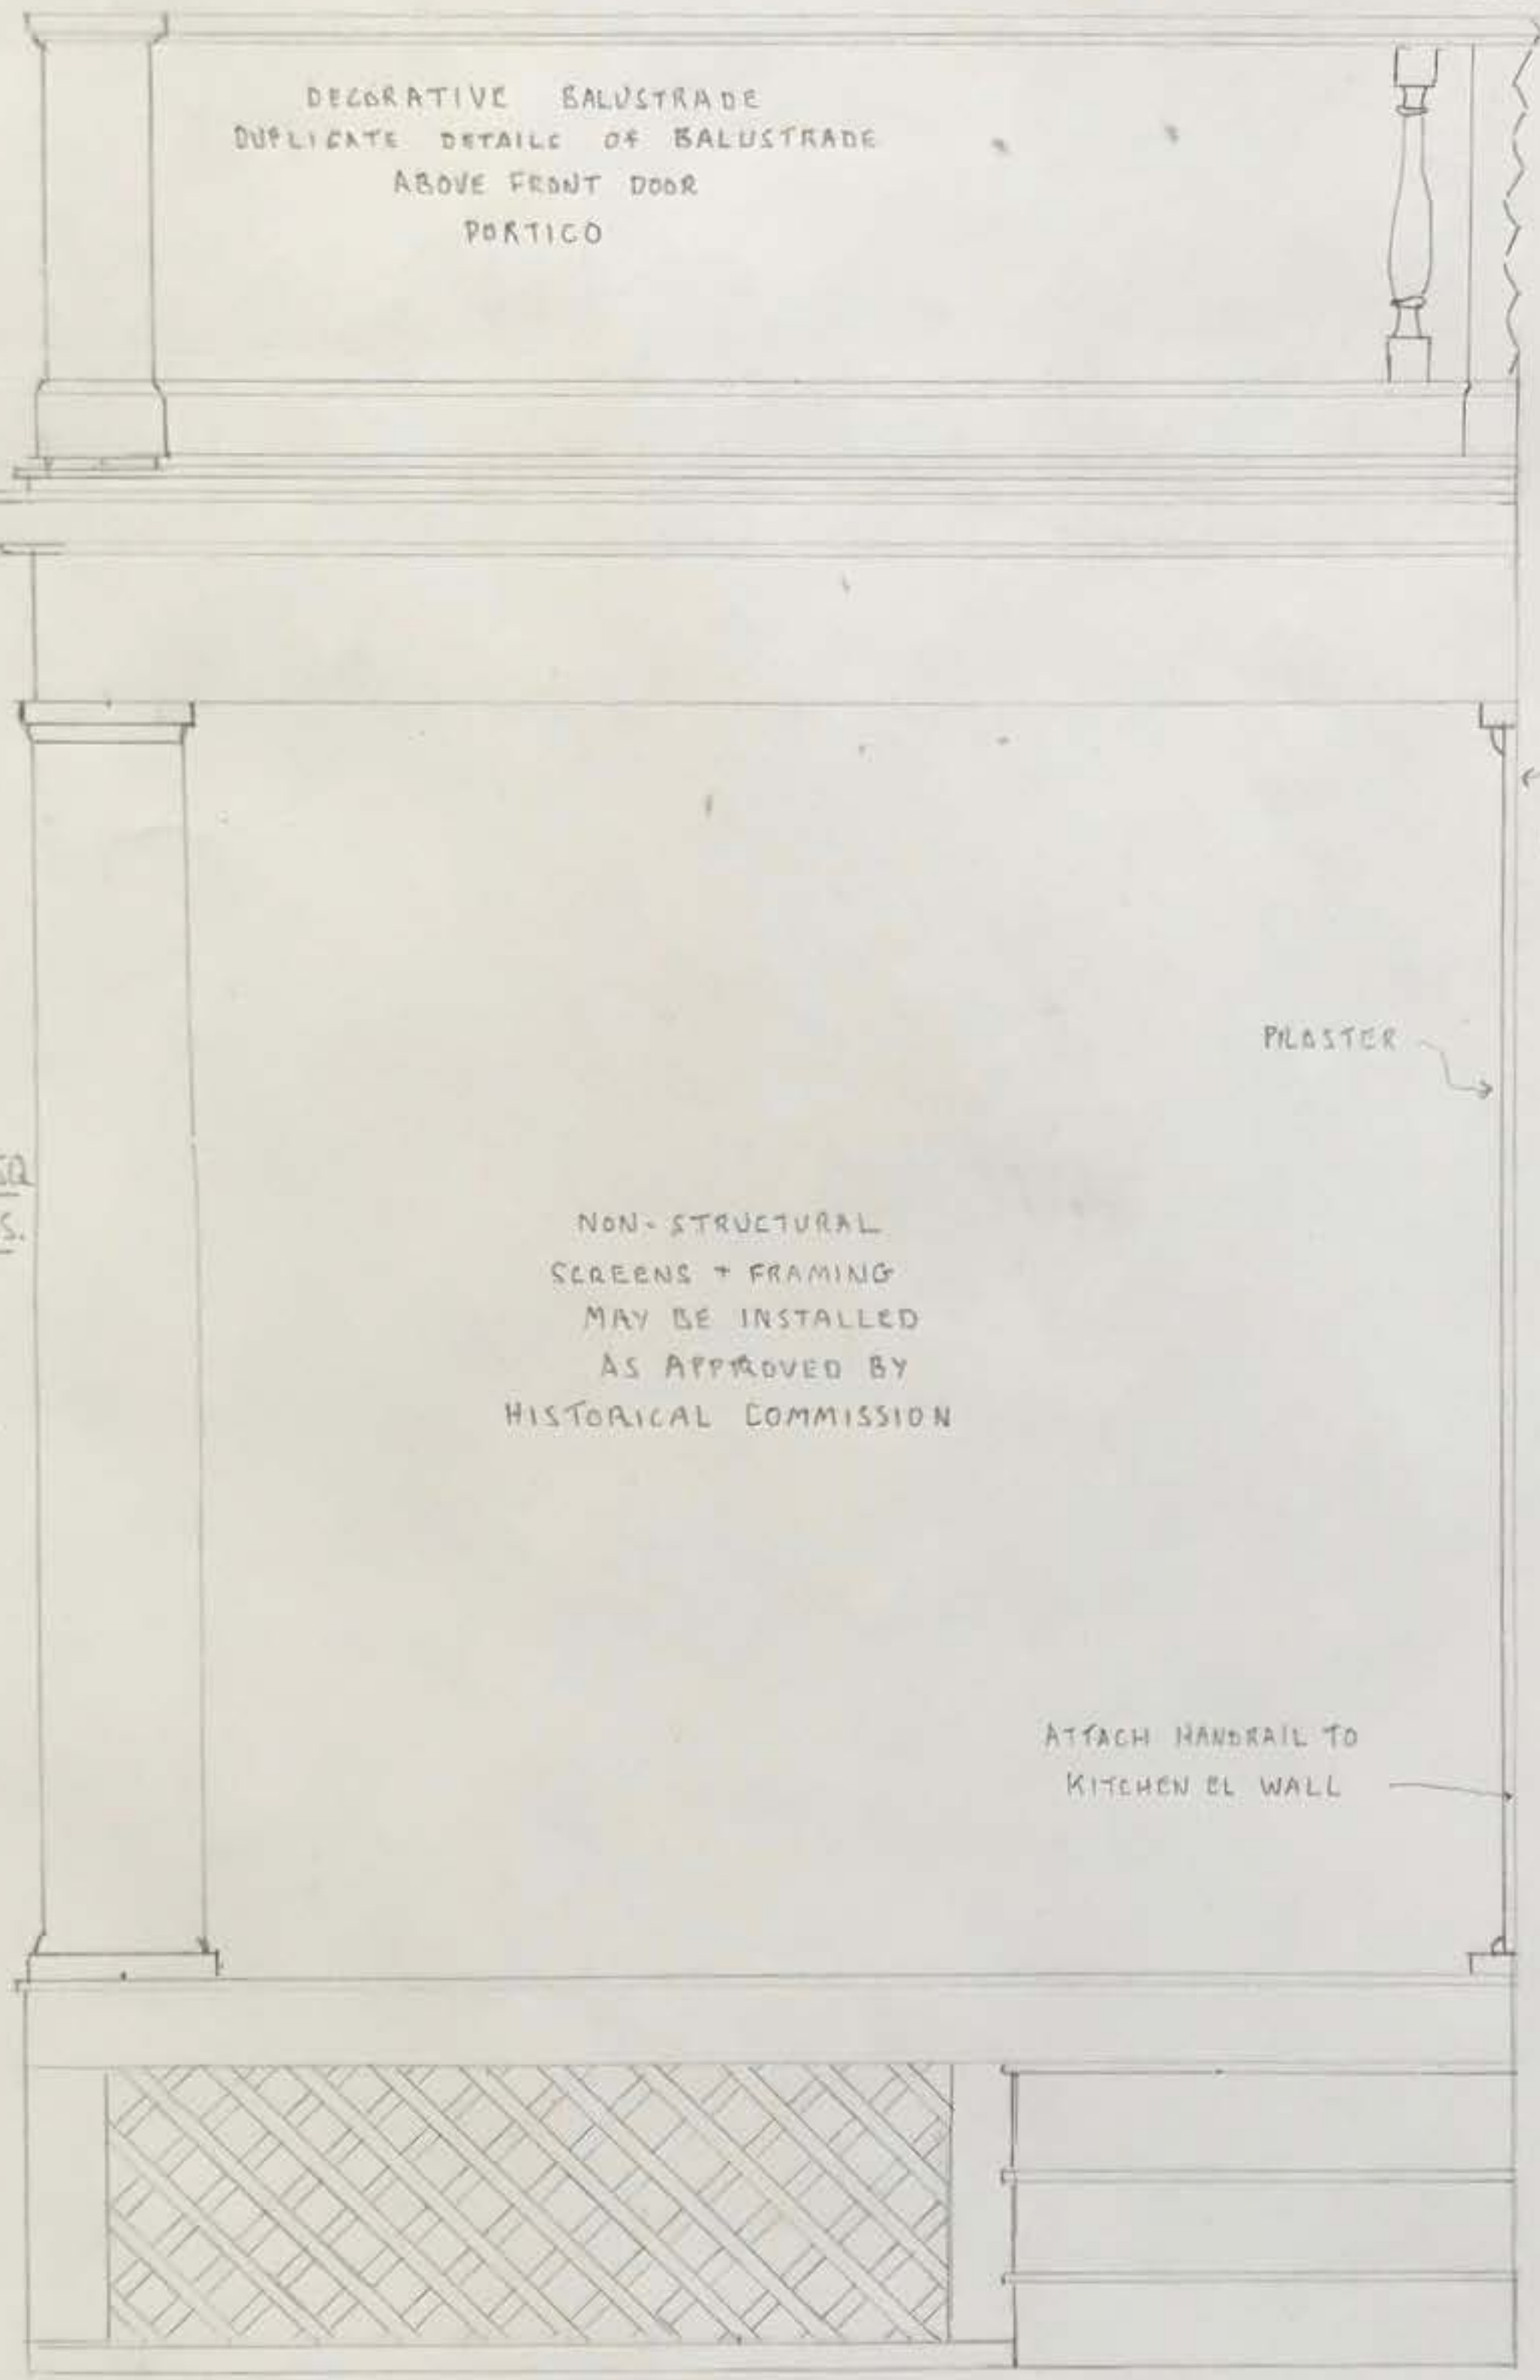 DECORATIVE BALUSTRADE
DUPLICATE DETAILS OF BALUSTRADE
ABOVE FRONT DOOR
PORTICO
PILASTER
SQ
S.
NON-STRUCTURAL
SCREENS + FRAMING
MAY BE INSTALLED
AS APPROVED BY
HISTORICAL COMMISSION
ATTACH HANDRAIL TO
KITCHEN EL WALL